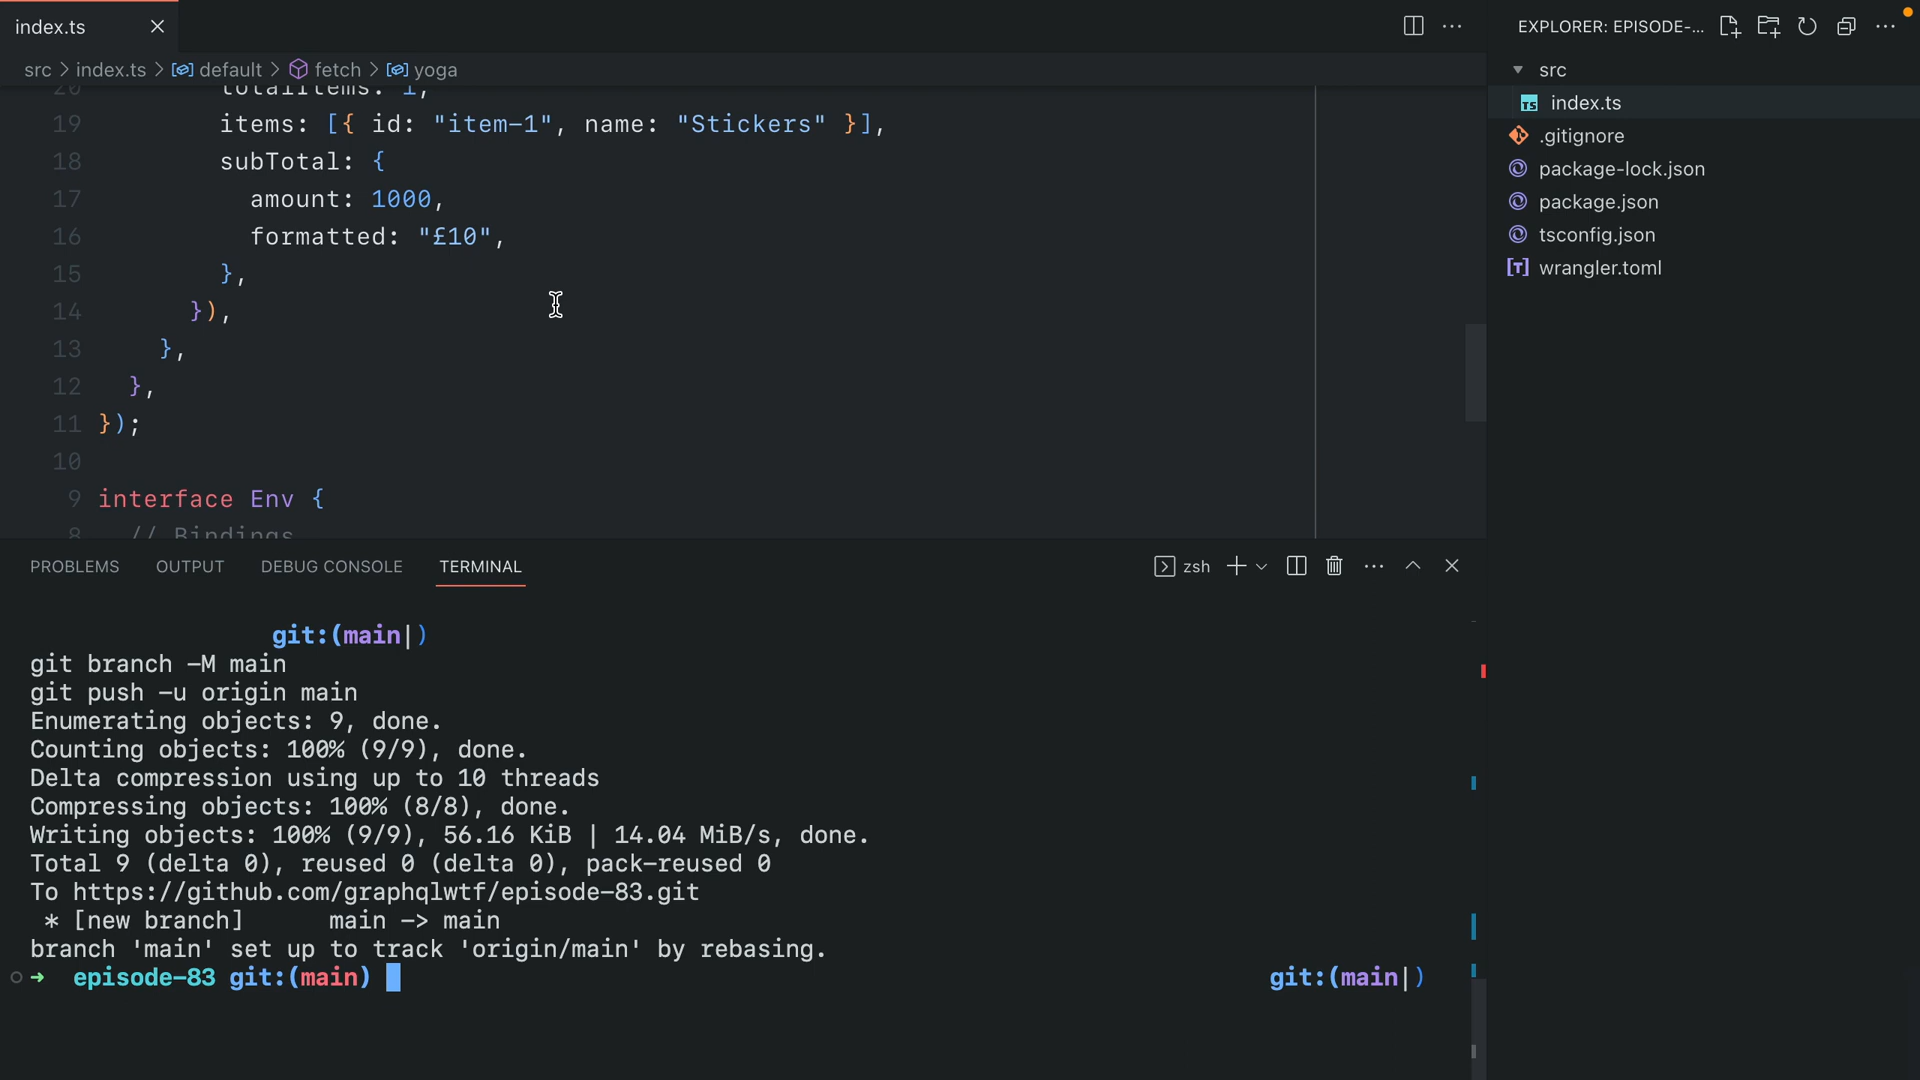 index.ts
EXPLORER: EPISODE-...
src > index.ts > default > fetch > yoga
src
index.ts
.gitignore
package-lock.json
package.json
tsconfig.json
wrangler.toml
20 totalItems: 1,
19 items: [{ id: "item-1", name: "Stickers" }],
18 subTotal: {
17 amount: 1000,
16 formatted: "£10",
15 },
14 }),
13 },
12 },
11 });
10
9 interface Env {
8 // Bindings
PROBLEMS OUTPUT DEBUG CONSOLE TERMINAL zsh
git:(main|)
git branch -M main
git push -u origin main
Enumerating objects: 9, done.
Counting objects: 100% (9/9), done.
Delta compression using up to 10 threads
Compressing objects: 100% (8/8), done.
Writing objects: 100% (9/9), 56.16 KiB | 14.04 MiB/s, done.
Total 9 (delta 0), reused 0 (delta 0), pack-reused 0
To https://github.com/graphqlwtf/episode-83.git
* [new branch] main -> main
branch 'main' set up to track 'origin/main' by rebasing.
➜ episode-83 git:(main) git:(main|)